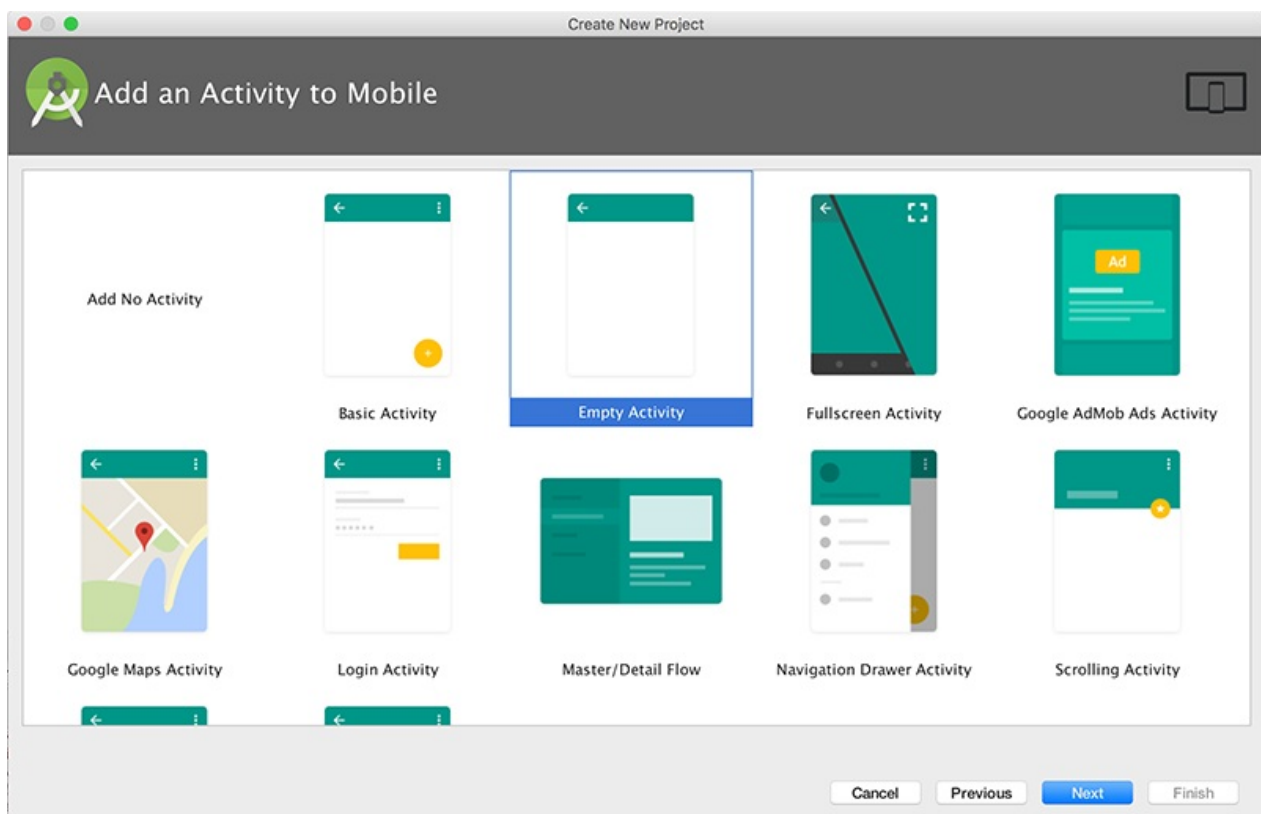 Create New Project
Add an Activity to Mobile
Add No Activity
Basic Activity
Empty Activity
Fullscreen Activity
Ad
Google AdMob Ads Activity
Google Maps Activity
Login Activity
Master/Detail Flow
Navigation Drawer Activity
Scrolling Activity
Cancel
Previous
Next
Finish